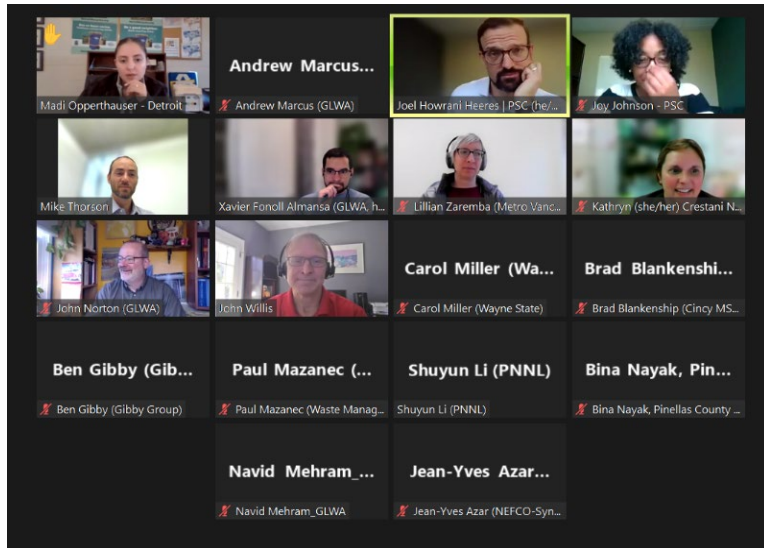 Madi Opperthauser - Detroit
Andrew Marcus...
Andrew Marcus (GLWA)
Joel Howrani Heeres | PSC (he/...
Joy Johnson - PSC
Mike Thorson
Xavier Fonoll Almansa (GLWA, h...
Lillian Zaremba (Metro Vanc...
Kathryn (she/her) Crestani N...
John Norton (GLWA)
John Willis
Carol Miller (Wa...
Carol Miller (Wayne State)
Brad Blankenshi...
Brad Blankenship (Cincy MS...
Ben Gibby (Gib...
Ben Gibby (Gibby Group)
Paul Mazanec (...
Paul Mazanec (Waste Manag...
Shuyun Li (PNNL)
Shuyun Li (PNNL)
Bina Nayak, Pin...
Bina Nayak, Pinellas County ...
Navid Mehram_...
Navid Mehram_GLWA
Jean-Yves Azar...
Jean-Yves Azar (NEFCO-Syn...